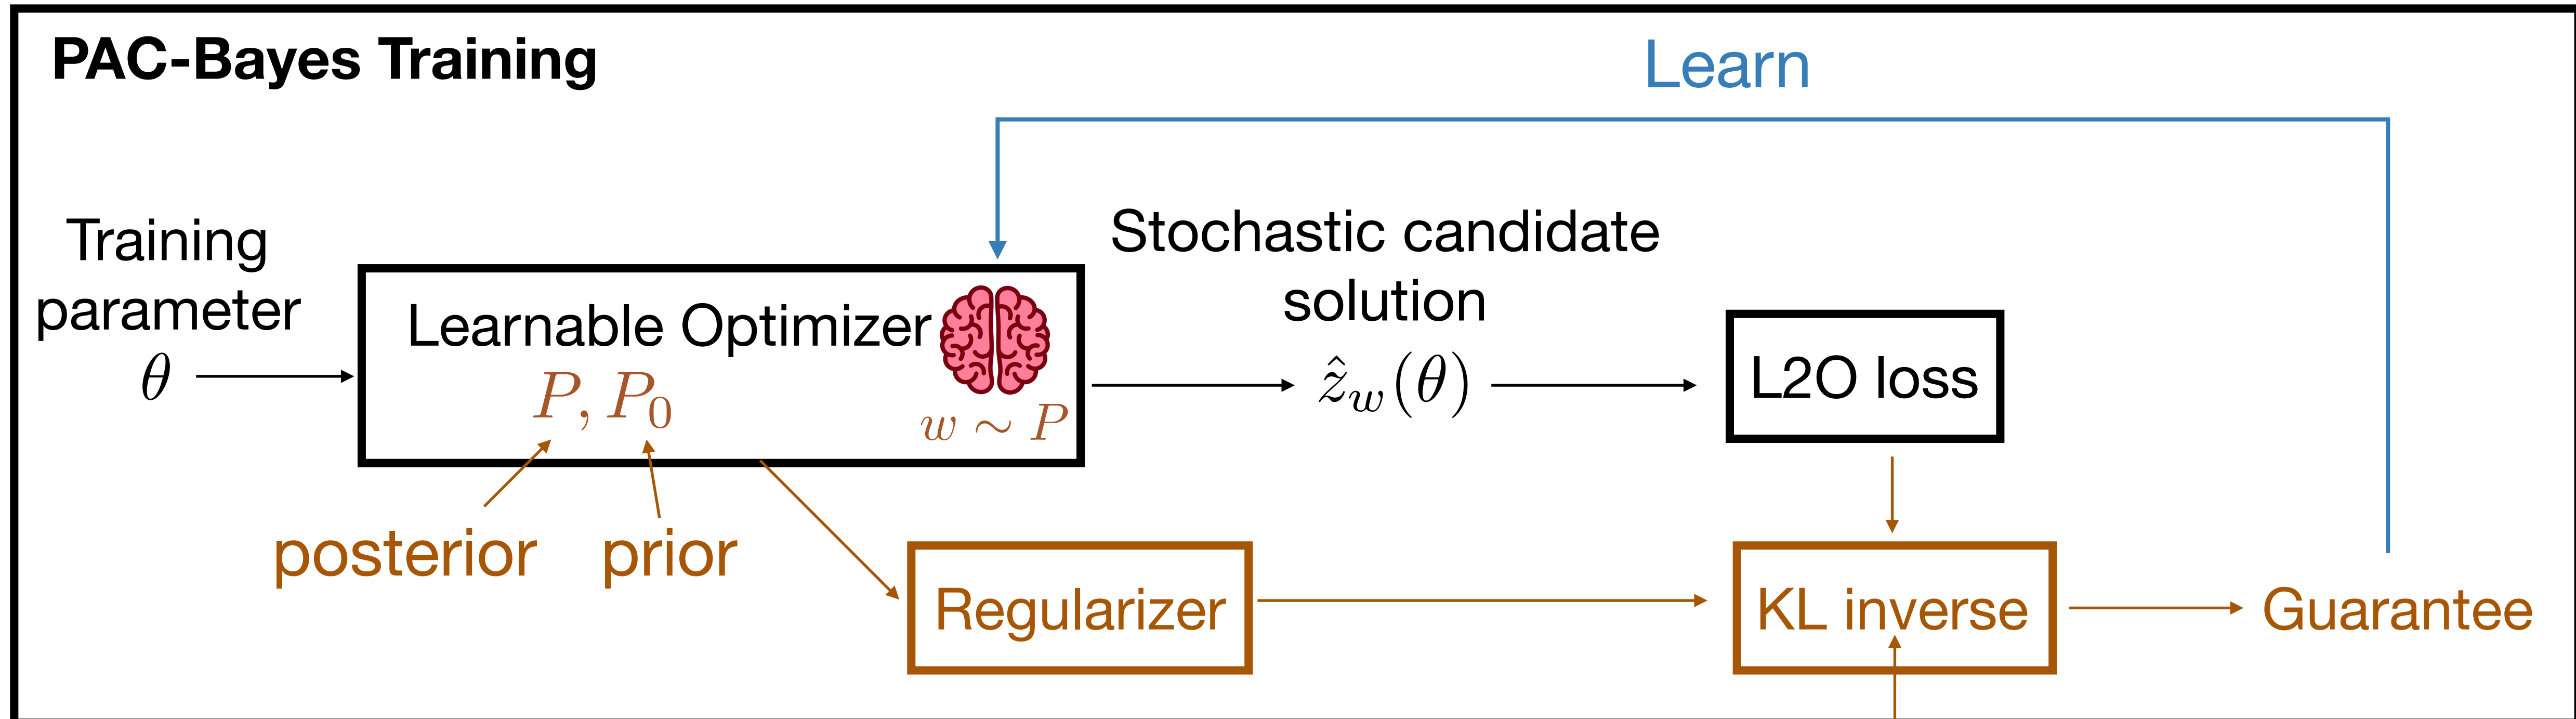 PAC-Bayes Training
Learn
Training
parameter
θ
Learnable Optimizer
P, P₀
w ∼ P
Stochastic candidate
solution
ẑ_w(θ)
L2O loss
posterior
prior
Regularizer
KL inverse
Guarantee